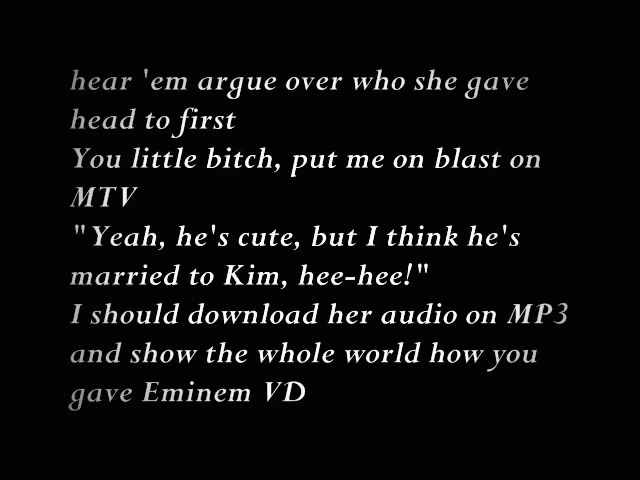 hear 'em argue over who she gave
head to first
You little bitch, put me on blast on
MTV
"Yeah, he's cute, but I think he's
married to Kim, hee-hee!"
I should download her audio on MP3
and show the whole world how you
gave Eminem VD